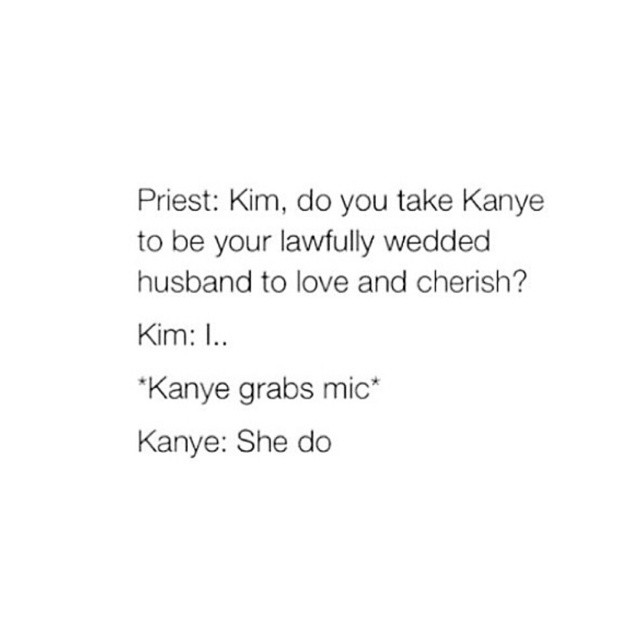 Priest: Kim, do you take Kanye
to be your lawfully wedded
husband to love and cherish?
Kim: I..
*Kanye grabs mic*
Kanye: She do